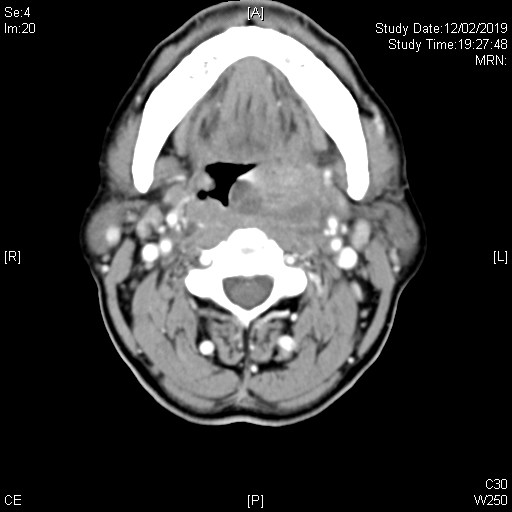 Se:4
Im:20
[A]
Study Date:12/02/2019
Study Time:19:27:48
MRN:
[R]
[L]
CE
[P]
C30
W250